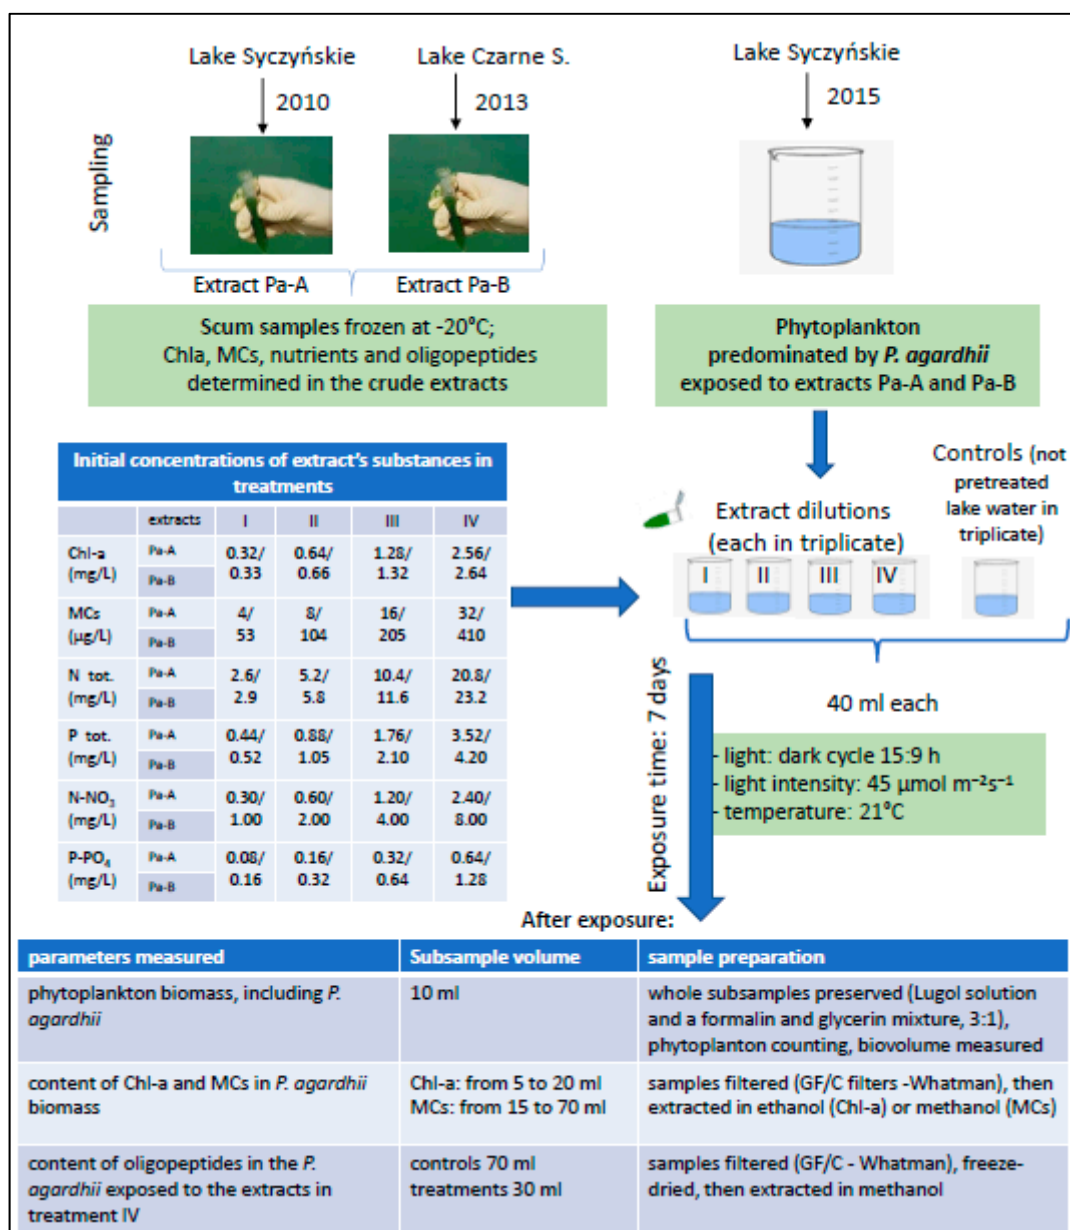 Lake Syczyńskie
Lake Czarne S.
Lake Syczyńskie
2010
2013
2015
Sampling
Extract Pa-A
Extract Pa-B
Scum samples frozen at -20°C;
Chla, MCs, nutrients and oligopeptides
determined in the crude extracts
Phytoplankton
predominated by P. agardhii
exposed to extracts Pa-A and Pa-B
Initial concentrations of extract's substances in
treatments
extracts I II III IV
Chl-a (mg/L) Pa-A 0.32/ 0.64/ 1.28/ 2.56/
Pa-B 0.33 0.66 1.32 2.64
MCs (µg/L) Pa-A 4/ 8/ 16/ 32/
Pa-B 53 104 205 410
N tot. (mg/L) Pa-A 2.6/ 5.2/ 10.4/ 20.8/
Pa-B 2.9 5.8 11.6 23.2
P tot. (mg/L) Pa-A 0.44/ 0.88/ 1.76/ 3.52/
Pa-B 0.52 1.05 2.10 4.20
N-NO₃ (mg/L) Pa-A 0.30/ 0.60/ 1.20/ 2.40/
Pa-B 1.00 2.00 4.00 8.00
P-PO₄ (mg/L) Pa-A 0.08/ 0.16/ 0.32/ 0.64/
Pa-B 0.16 0.32 0.64 1.28
Extract dilutions
(each in triplicate)
I II III IV
Controls (not
pretreated
lake water in
triplicate)
40 ml each
Exposure time: 7 days
- light: dark cycle 15:9 h
- light intensity: 45 µmol m⁻²s⁻¹
- temperature: 21°C
After exposure:
parameters measured Subsample volume sample preparation
phytoplankton biomass, including P. 10 ml whole subsamples preserved (Lugol solution
agardhii and a formalin and glycerin mixture, 3:1),
phytoplanton counting, biovolume measured
content of Chl-a and MCs in P. agardhii Chl-a: from 5 to 20 ml samples filtered (GF/C filters -Whatman), then
biomass MCs: from 15 to 70 ml extracted in ethanol (Chl-a) or methanol (MCs)
content of oligopeptides in the P. controls 70 ml samples filtered (GF/C - Whatman), freeze-
agardhii exposed to the extracts in treatments 30 ml dried, then extracted in methanol
treatment IV